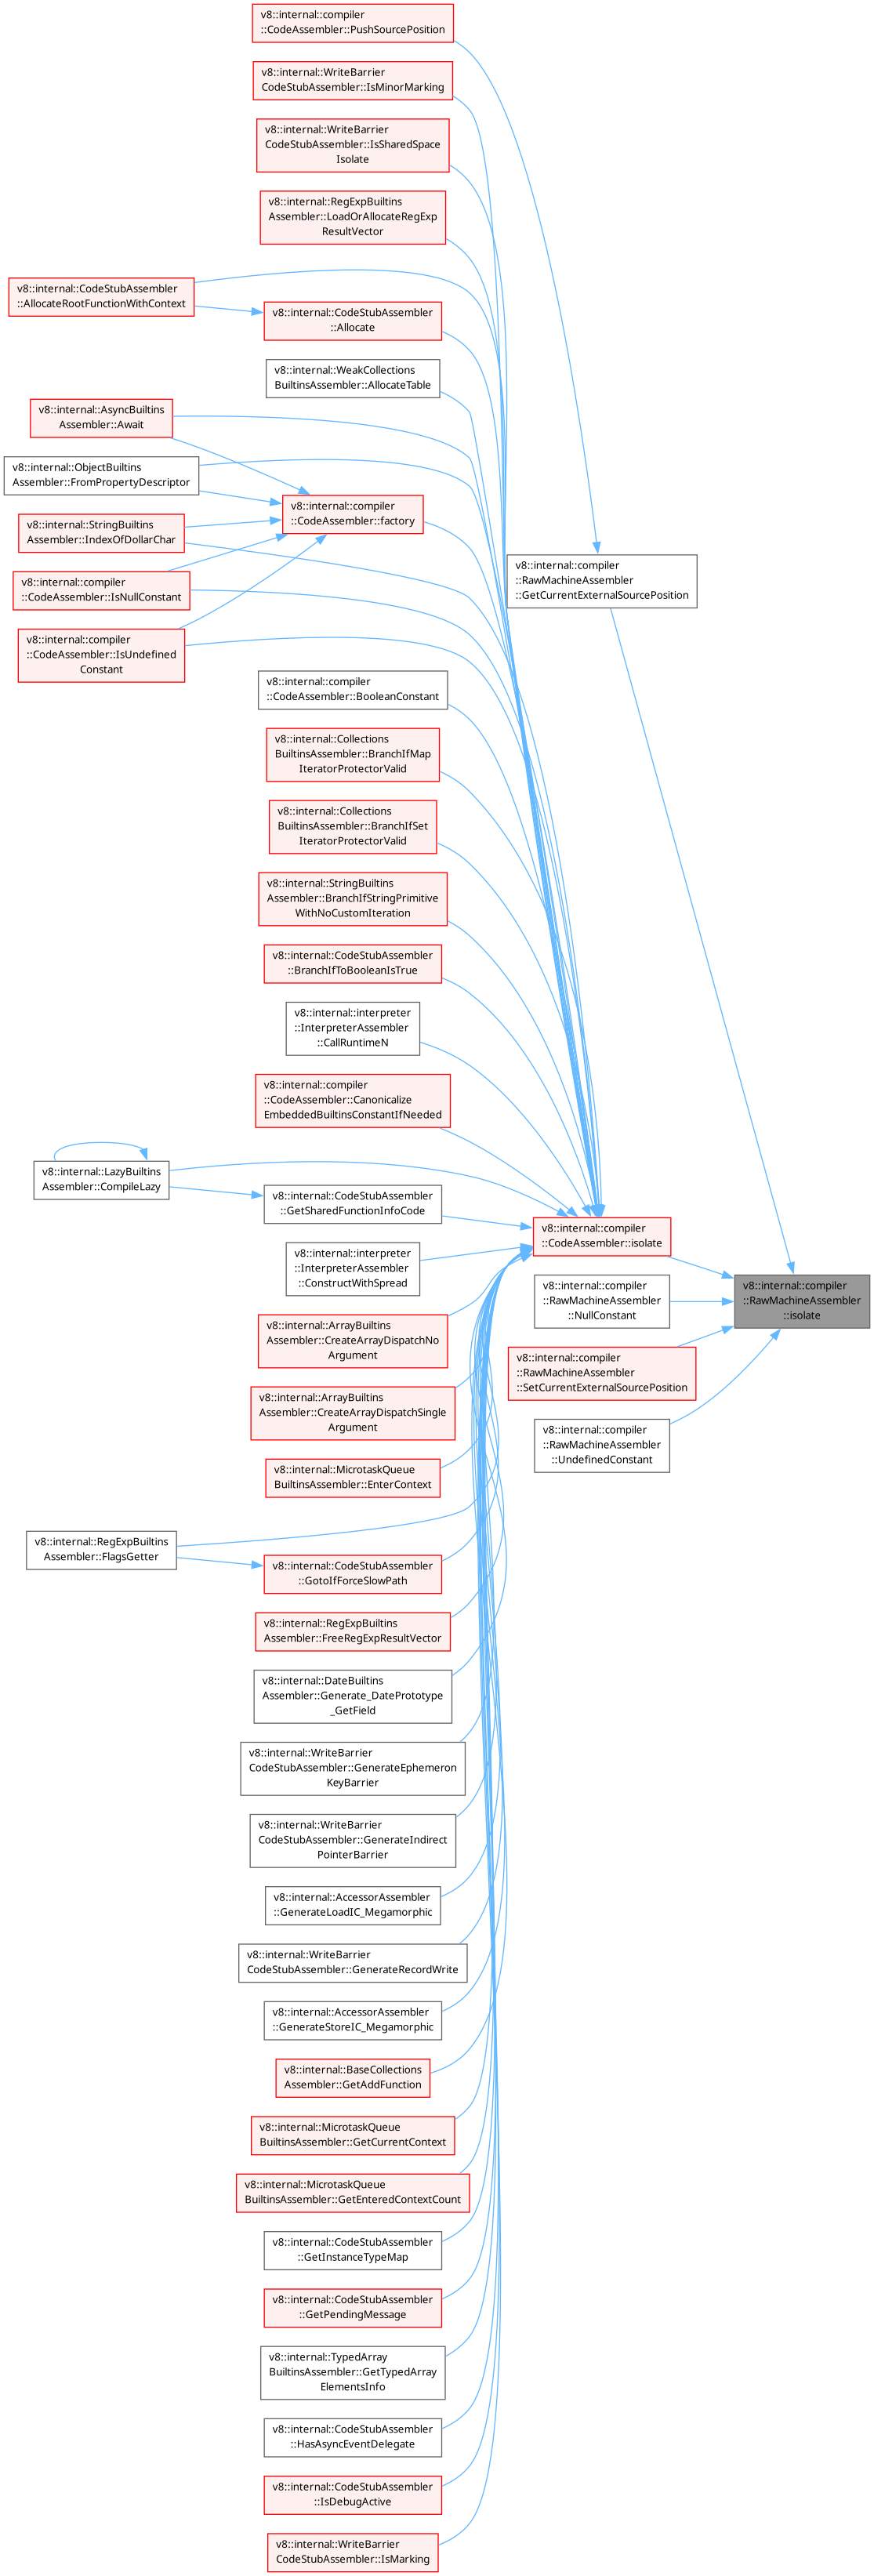 v8::internal::compiler
::CodeAssembler::PushSourcePosition
v8::internal::WriteBarrier
CodeStubAssembler::IsMinorMarking
v8::internal::WriteBarrier
CodeStubAssembler::IsSharedSpace
Isolate
v8::internal::RegExpBuiltins
Assembler::LoadOrAllocateRegExp
ResultVector
v8::internal::CodeStubAssembler
::AllocateRootFunctionWithContext
v8::internal::CodeStubAssembler
::Allocate
v8::internal::WeakCollections
BuiltinsAssembler::AllocateTable
v8::internal::AsyncBuiltins
Assembler::Await
v8::internal::ObjectBuiltins
Assembler::FromPropertyDescriptor
v8::internal::compiler
::CodeAssembler::factory
v8::internal::StringBuiltins
Assembler::IndexOfDollarChar
v8::internal::compiler
::CodeAssembler::IsNullConstant
v8::internal::compiler
::CodeAssembler::IsUndefined
Constant
v8::internal::compiler
::RawMachineAssembler
::GetCurrentExternalSourcePosition
v8::internal::compiler
::CodeAssembler::BooleanConstant
v8::internal::Collections
BuiltinsAssembler::BranchIfMap
IteratorProtectorValid
v8::internal::Collections
BuiltinsAssembler::BranchIfSet
IteratorProtectorValid
v8::internal::StringBuiltins
Assembler::BranchIfStringPrimitive
WithNoCustomIteration
v8::internal::CodeStubAssembler
::BranchIfToBooleanIsTrue
v8::internal::interpreter
::InterpreterAssembler
::CallRuntimeN
v8::internal::compiler
::CodeAssembler::Canonicalize
EmbeddedBuiltinsConstantIfNeeded
v8::internal::LazyBuiltins
Assembler::CompileLazy
v8::internal::CodeStubAssembler
::GetSharedFunctionInfoCode
v8::internal::compiler
::CodeAssembler::isolate
v8::internal::interpreter
::InterpreterAssembler
::ConstructWithSpread
v8::internal::compiler
::RawMachineAssembler
::NullConstant
v8::internal::compiler
::RawMachineAssembler
::isolate
v8::internal::ArrayBuiltins
Assembler::CreateArrayDispatchNo
Argument
v8::internal::compiler
::RawMachineAssembler
::SetCurrentExternalSourcePosition
v8::internal::ArrayBuiltins
Assembler::CreateArrayDispatchSingle
Argument
v8::internal::compiler
::RawMachineAssembler
::UndefinedConstant
v8::internal::MicrotaskQueue
BuiltinsAssembler::EnterContext
v8::internal::RegExpBuiltins
Assembler::FlagsGetter
v8::internal::CodeStubAssembler
::GotoIfForceSlowPath
v8::internal::RegExpBuiltins
Assembler::FreeRegExpResultVector
v8::internal::DateBuiltins
Assembler::Generate_DatePrototype
_GetField
v8::internal::WriteBarrier
CodeStubAssembler::GenerateEphemeron
KeyBarrier
v8::internal::WriteBarrier
CodeStubAssembler::GenerateIndirect
PointerBarrier
v8::internal::AccessorAssembler
::GenerateLoadIC_Megamorphic
v8::internal::WriteBarrier
CodeStubAssembler::GenerateRecordWrite
v8::internal::AccessorAssembler
::GenerateStoreIC_Megamorphic
v8::internal::BaseCollections
Assembler::GetAddFunction
v8::internal::MicrotaskQueue
BuiltinsAssembler::GetCurrentContext
v8::internal::MicrotaskQueue
BuiltinsAssembler::GetEnteredContextCount
v8::internal::CodeStubAssembler
::GetInstanceTypeMap
v8::internal::CodeStubAssembler
::GetPendingMessage
v8::internal::TypedArray
BuiltinsAssembler::GetTypedArray
ElementsInfo
v8::internal::CodeStubAssembler
::HasAsyncEventDelegate
v8::internal::CodeStubAssembler
::IsDebugActive
v8::internal::WriteBarrier
CodeStubAssembler::IsMarking